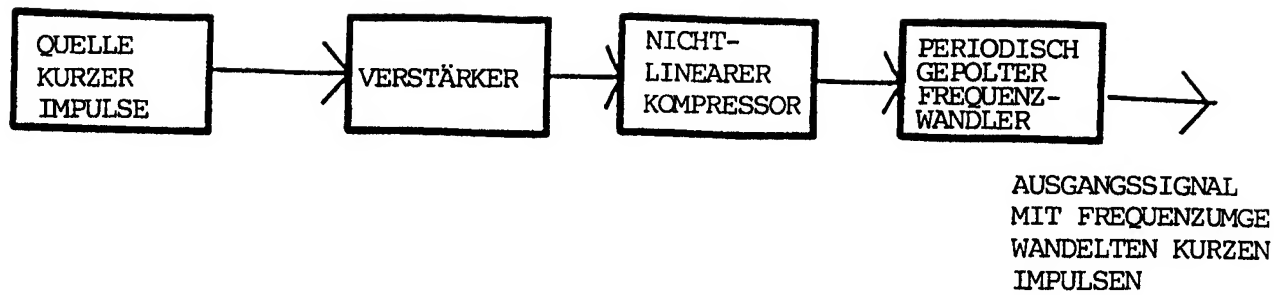 QUELLE
KURZER
IMPULSE
VERSTÄRKER
NICHT-
LINEARER
KOMPRESSOR
PERIODISCH
GEPOLTER
FREQUENZ-
WANDLER
AUSGANGSSIGNAL
MIT FREQUENZUMGE
WANDELTEN KURZEN
IMPULSEN